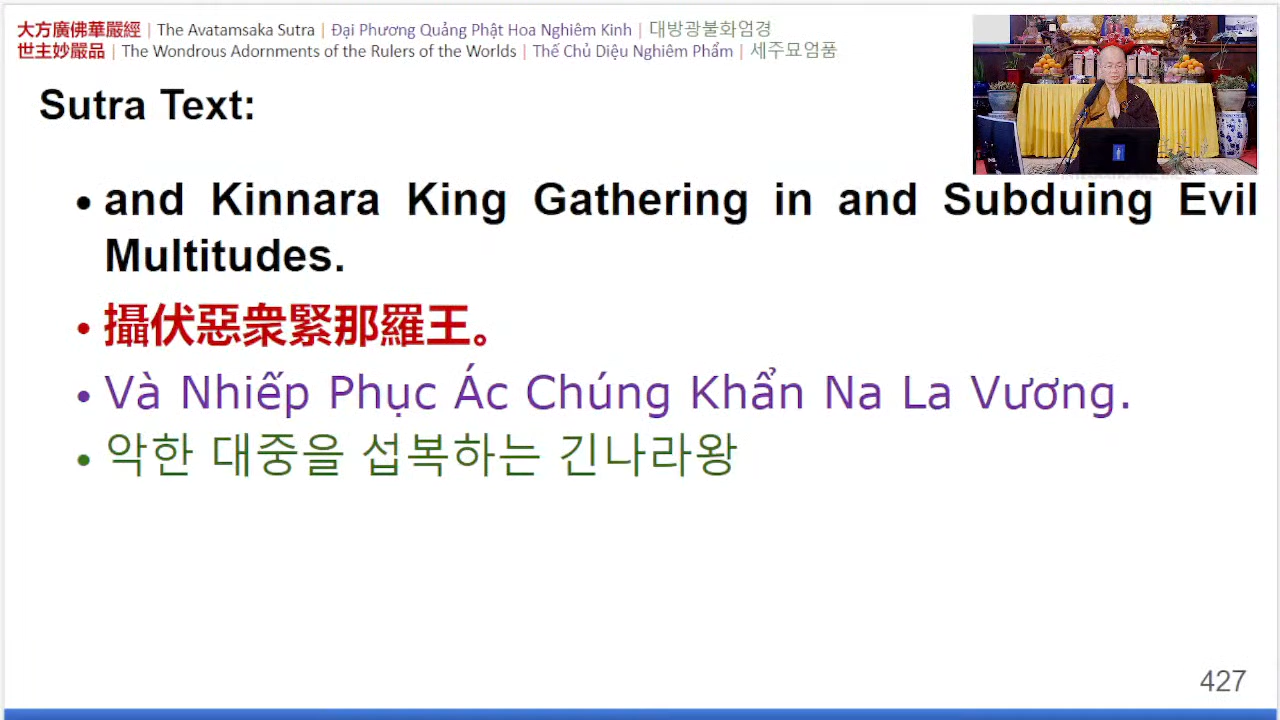 大方廣佛華嚴經 | The Avatamsaka Sutra | Đại Phương Quảng Phật Hoa Nghiêm Kinh | 대방광불화엄경
世主妙嚴品 | The Wondrous Adornments of the Rulers of the Worlds | Thế Chủ Diệu Nghiêm Phẩm | 세주묘엄품
Sutra Text:
• and Kinnara King Gathering in and Subduing Evil
Multitudes.
• 攝伏惡衆緊那羅王。
• Và Nhiếp Phục Ác Chúng Khẩn Na La Vương.
• 악한 대중을 섭복하는 긴나라왕
427